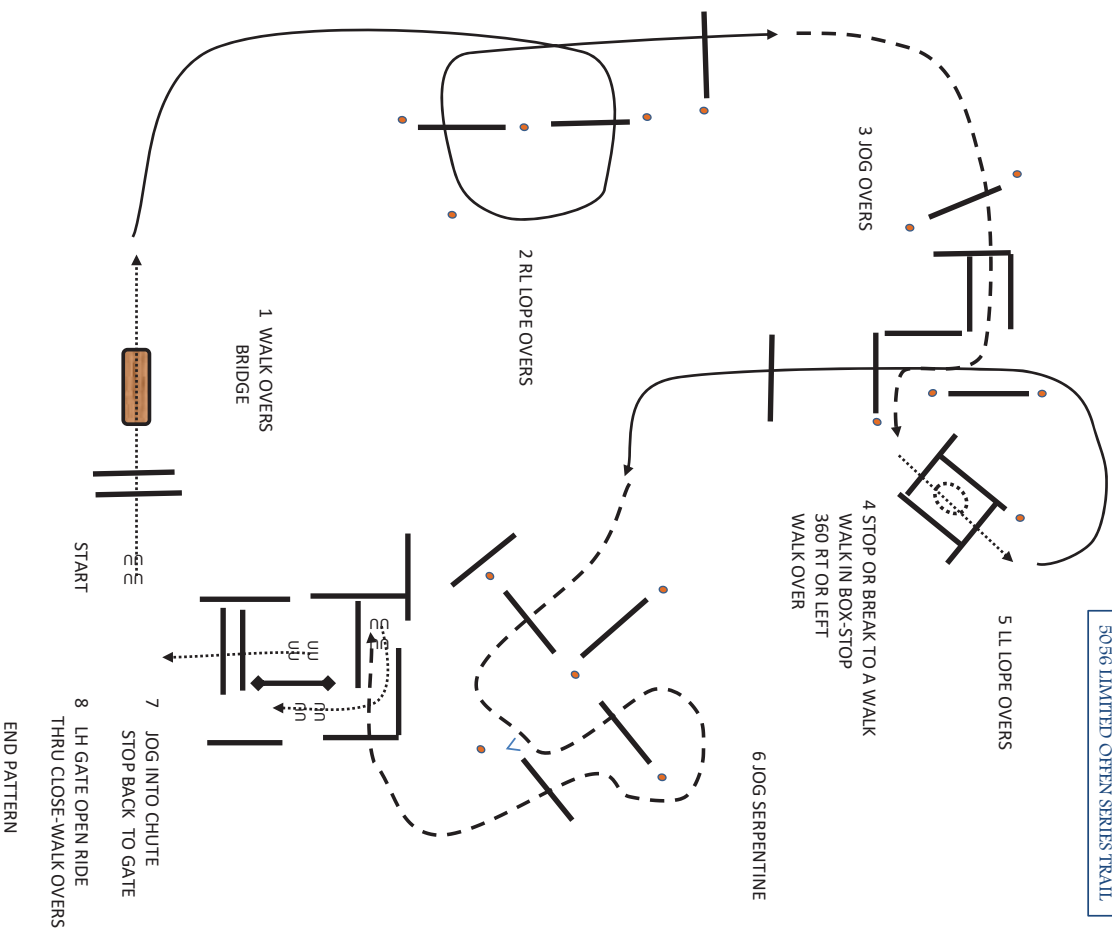 5056 LIMITED OFFEN SERIES TRAIL
1 WALK OVERS
BRIDGE
2 RL LOPE OVERS
3 JOG OVERS
4 STOP OR BREAK TO A WALK
WALK IN BOX-STOP
360 RT OR LEFT
WALK OVER
5 LL LOPE OVERS
6 JOG SERPENTINE
START
7 JOG INTO CHUTE
STOP BACK TO GATE
8 LH GATE OPEN RIDE
THRU CLOSE-WALK OVERS
END PATTERN